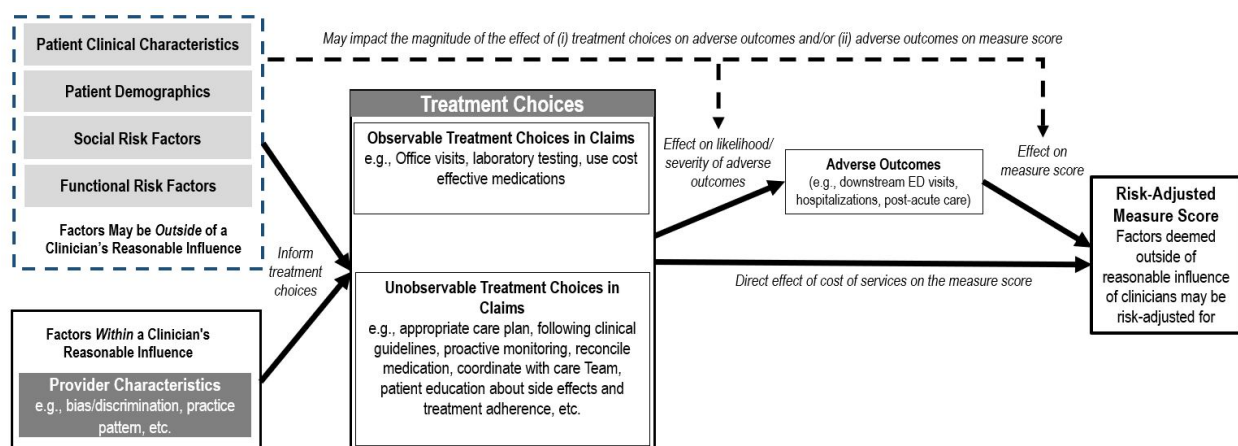 Patient Clinical Characteristics
Patient Demographics
Social Risk Factors
Functional Risk Factors
Factors May be Outside of a
Clinician's Reasonable Influence
May impact the magnitude of the effect of (i) treatment choices on adverse outcomes and/or (ii) adverse outcomes on measure score
Factors Within a Clinician's
Reasonable Influence
Provider Characteristics
e.g., bias/discrimination, practice
pattern, etc.
Inform
treatment
choices
Treatment Choices
Observable Treatment Choices in Claims
e.g., Office visits, laboratory testing, use cost
effective medications
Unobservable Treatment Choices in
Claims
e.g., appropriate care plan, following clinical
guidelines, proactive monitoring, reconcile
medication, coordinate with care Team,
patient education about side effects and
treatment adherence, etc.
Effect on likelihood/
severity of adverse
outcomes
Adverse Outcomes
(e.g., downstream ED visits,
hospitalizations, post-acute care)
Effect on
measure score
Direct effect of cost of services on the measure score
Risk-Adjusted
Measure Score
Factors deemed
outside of
reasonable influence
of clinicians may be
risk-adjusted for